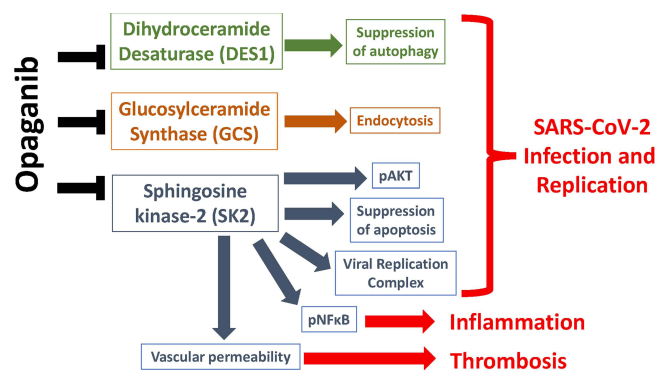 Opaganib
Dihydroceramide
Desaturase (DES1)
Suppression
of autophagy
Glucosylceramide
Synthase (GCS)
Endocytosis
Sphingosine
kinase-2 (SK2)
pAKT
Suppression
of apoptosis
Viral Replication
Complex
pNFκB
Vascular permeability
SARS-CoV-2
Infection and
Replication
Inflammation
Thrombosis